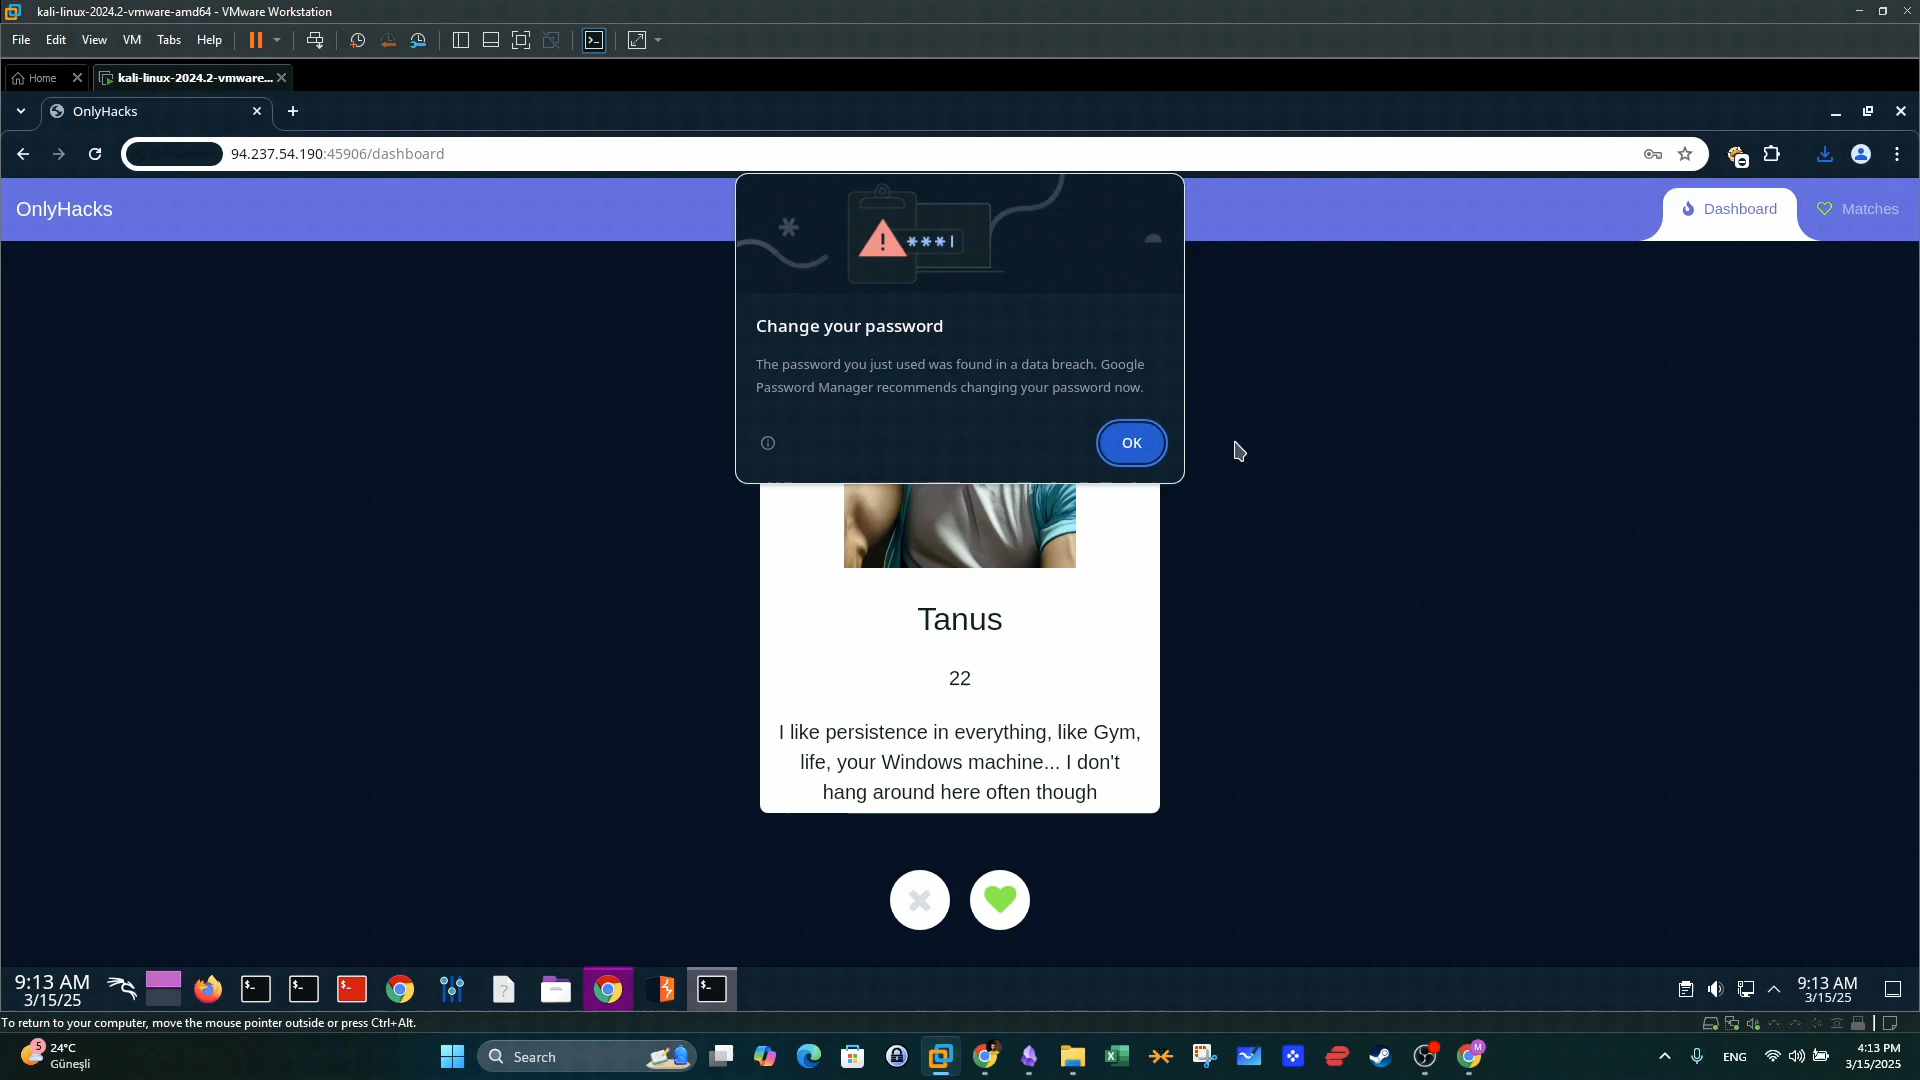 kali-linux-2024.2-vmware-amd64 - VMware Workstation
File Edit View VM Tabs Help
Home kali-linux-2024.2-vmware...
OnlyHacks
94.237.54.190:45906/dashboard
OnlyHacks
Dashboard
Matches
***|
Change your password
The password you just used was found in a data breach. Google
Password Manager recommends changing your password now.
OK
Tanus
22
I like persistence in everything, like Gym,
life, your Windows machine... I don't
hang around here often though
9:13 AM
3/15/25
9:13 AM
3/15/25
To return to your computer, move the mouse pointer outside or press Ctrl+Alt.
5
24°C
Güneşli
Search
ENG
4:13 PM
3/15/2025